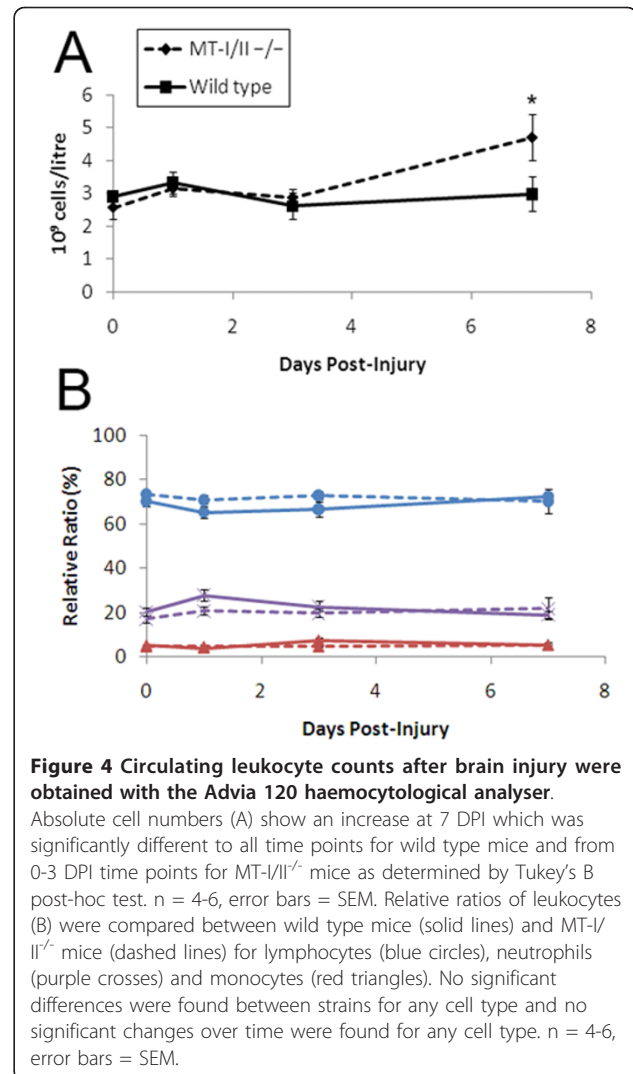 A
MT-I/II −/−
Wild type
6
5
4
3
2
1
0
10⁹ cells/litre
*
0 2 4 6 8
Days Post-Injury
B
100
80
60
40
20
0
Relative Ratio (%)
0 2 4 6 8
Days Post-Injury
Figure 4 Circulating leukocyte counts after brain injury were
obtained with the Advia 120 haemocytological analyser.
Absolute cell numbers (A) show an increase at 7 DPI which was
significantly different to all time points for wild type mice and from
0-3 DPI time points for MT-I/II⁻/⁻ mice as determined by Tukey's B
post-hoc test. n = 4-6, error bars = SEM. Relative ratios of leukocytes
(B) were compared between wild type mice (solid lines) and MT-I/
II⁻/⁻ mice (dashed lines) for lymphocytes (blue circles), neutrophils
(purple crosses) and monocytes (red triangles). No significant
differences were found between strains for any cell type and no
significant changes over time were found for any cell type. n = 4-6,
error bars = SEM.